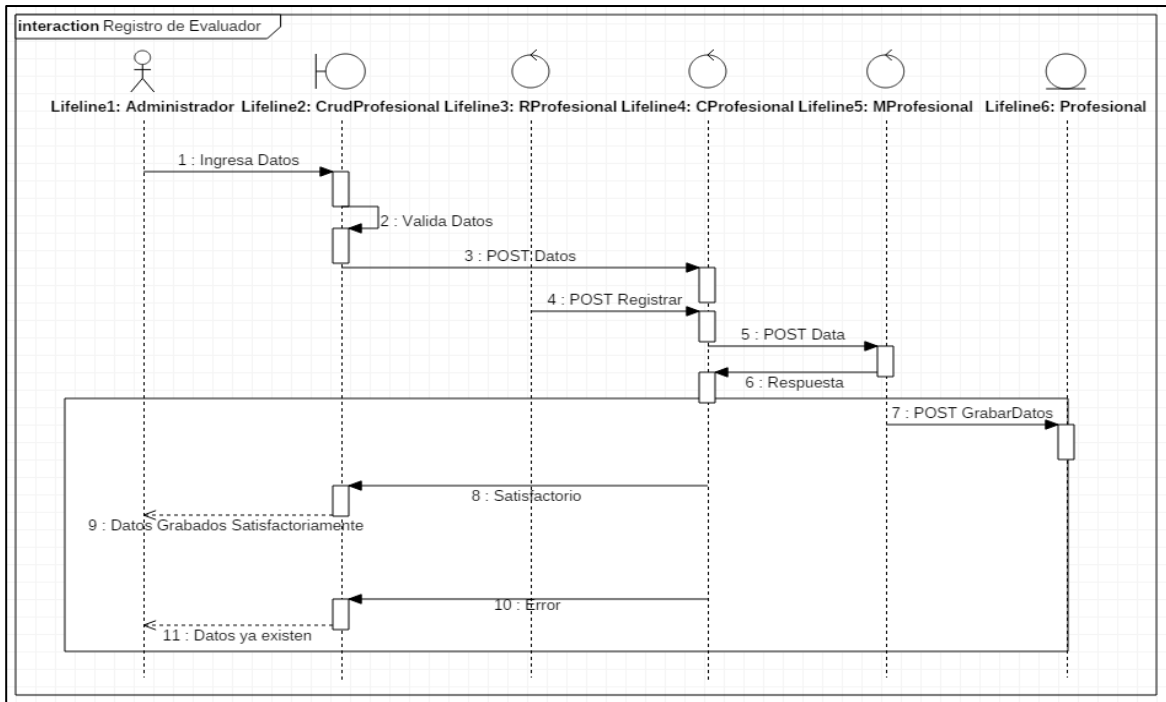 interaction Registro de Evaluador
Lifeline1: Administrador Lifeline2: CrudProfesional Lifeline3: RProfesional Lifeline4: CProfesional Lifeline5: MProfesional Lifeline6: Profesional
1 : Ingresa Datos
2 : Valida Datos
3 : POST Datos
4 : POST Registrar
5 : POST Data
6 : Respuesta
7 : POST GrabarDatos
8 : Satisfactorio
9 : Datos Grabados Satisfactoriamente
10 : Error
11 : Datos ya existen